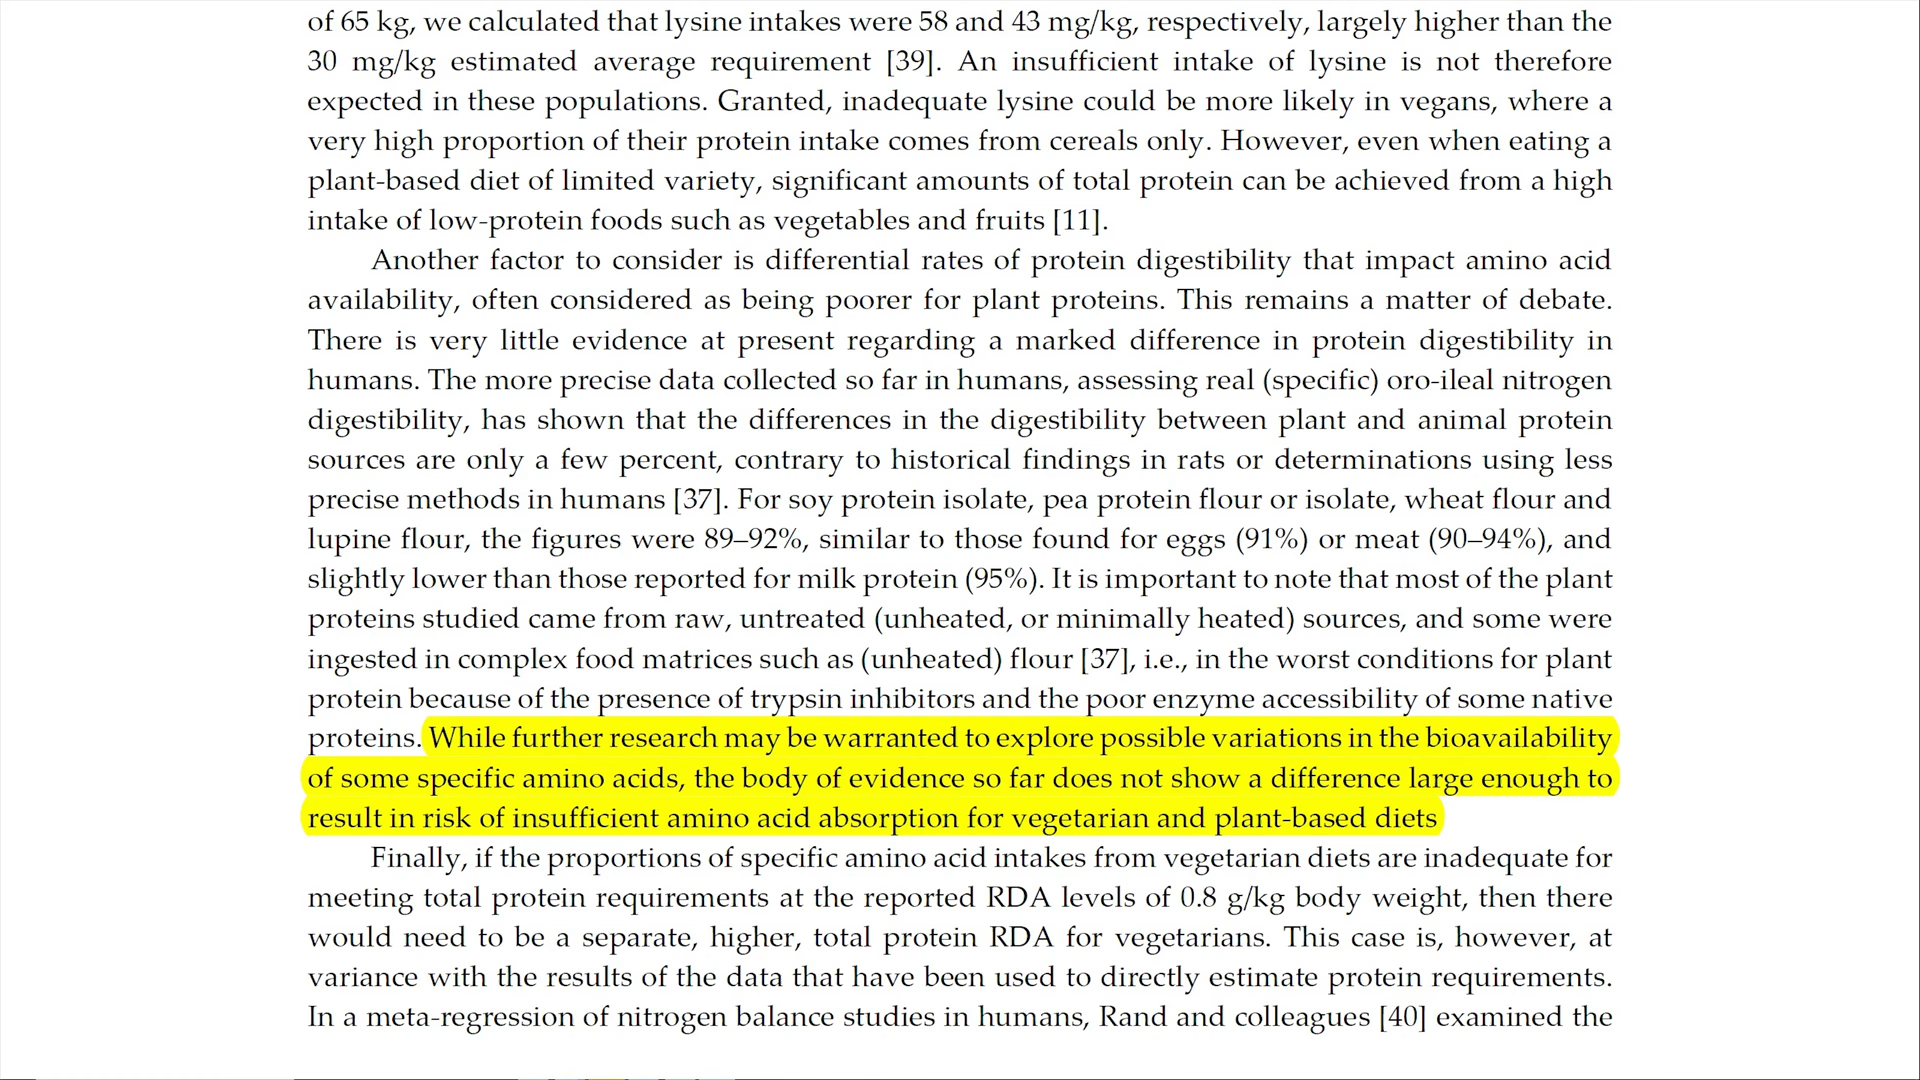 of 65 kg, we calculated that lysine intakes were 58 and 43 mg/kg, respectively, largely higher than the
30 mg/kg estimated average requirement [39]. An insufficient intake of lysine is not therefore
expected in these populations. Granted, inadequate lysine could be more likely in vegans, where a
very high proportion of their protein intake comes from cereals only. However, even when eating a
plant-based diet of limited variety, significant amounts of total protein can be achieved from a high
intake of low-protein foods such as vegetables and fruits [11].
Another factor to consider is differential rates of protein digestibility that impact amino acid
availability, often considered as being poorer for plant proteins. This remains a matter of debate.
There is very little evidence at present regarding a marked difference in protein digestibility in
humans. The more precise data collected so far in humans, assessing real (specific) oro-ileal nitrogen
digestibility, has shown that the differences in the digestibility between plant and animal protein
sources are only a few percent, contrary to historical findings in rats or determinations using less
precise methods in humans [37]. For soy protein isolate, pea protein flour or isolate, wheat flour and
lupine flour, the figures were 89–92%, similar to those found for eggs (91%) or meat (90–94%), and
slightly lower than those reported for milk protein (95%). It is important to note that most of the plant
proteins studied came from raw, untreated (unheated, or minimally heated) sources, and some were
ingested in complex food matrices such as (unheated) flour [37], i.e., in the worst conditions for plant
protein because of the presence of trypsin inhibitors and the poor enzyme accessibility of some native
proteins. While further research may be warranted to explore possible variations in the bioavailability
of some specific amino acids, the body of evidence so far does not show a difference large enough to
result in risk of insufficient amino acid absorption for vegetarian and plant-based diets
Finally, if the proportions of specific amino acid intakes from vegetarian diets are inadequate for
meeting total protein requirements at the reported RDA levels of 0.8 g/kg body weight, then there
would need to be a separate, higher, total protein RDA for vegetarians. This case is, however, at
variance with the results of the data that have been used to directly estimate protein requirements.
In a meta-regression of nitrogen balance studies in humans, Rand and colleagues [40] examined the